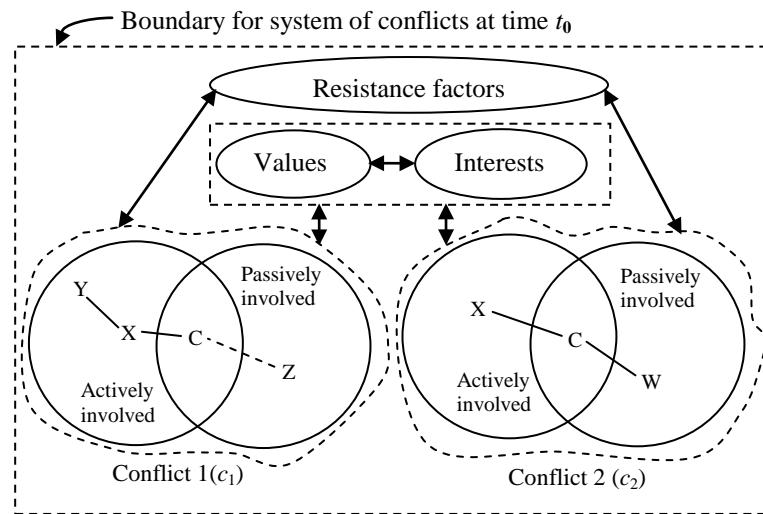 Boundary for system of conflicts at time t0
Resistance factors
Values
Interests
Passively
involved
Y
X
C
Z
Actively
involved
Conflict 1(c1)
Passively
involved
X
C
W
Actively
involved
Conflict 2 (c2)